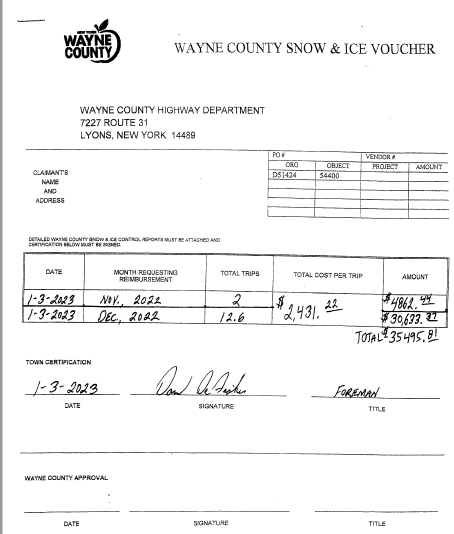 NEW YORK
WAYNE
COUNTY
WAYNE COUNTY SNOW & ICE VOUCHER
WAYNE COUNTY HIGHWAY DEPARTMENT
7227 ROUTE 31
LYONS, NEW YORK 14489
PO # VENDOR #
ORG OBJECT PROJECT AMOUNT
D51424 54400
CLAIMANT'S
NAME
AND
ADDRESS
DETAILED WAYNE COUNTY SNOW & ICE CONTROL REPORTS MUST BE ATTACHED AND
CERTIFICATION BELOW MUST BE SIGNED.
DATE MONTH REQUESTING REIMBURSEMENT TOTAL TRIPS TOTAL COST PER TRIP AMOUNT
1-3-2023 NOV., 2022 2 $2,431.22 $4862.44
1-3-2023 DEC., 2022 12.6 $30,633.37
TOTAL $35495.81
TOWN CERTIFICATION
1-3-2023 FOREMAN
DATE SIGNATURE TITLE
WAYNE COUNTY APPROVAL
DATE SIGNATURE TITLE